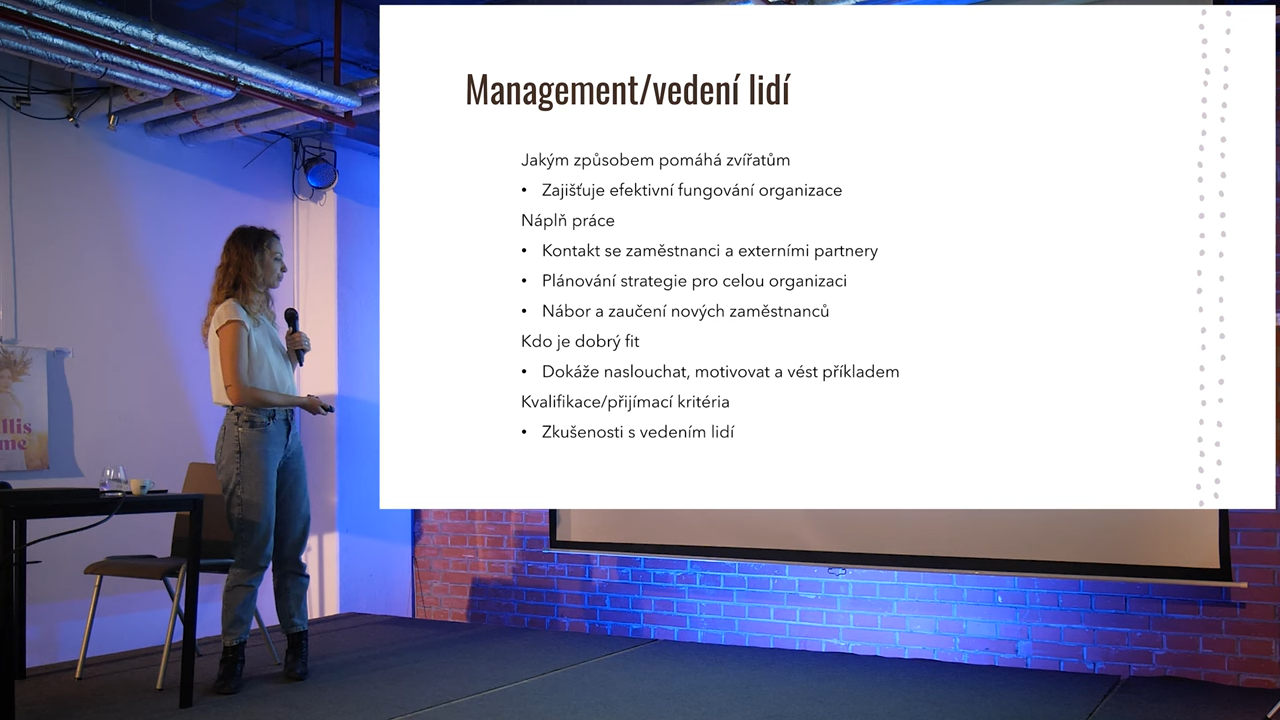 Management/vedení lidí
Jakým způsobem pomáhá zvířatům
• Zajišťuje efektivní fungování organizace
Náplň práce
• Kontakt se zaměstnanci a externími partnery
• Plánování strategie pro celou organizaci
• Nábor a zaučení nových zaměstnanců
Kdo je dobrý fit
• Dokáže naslouchat, motivovat a vést příkladem
Kvalifikace/přijímací kritéria
• Zkušenosti s vedením lidí
llis
me